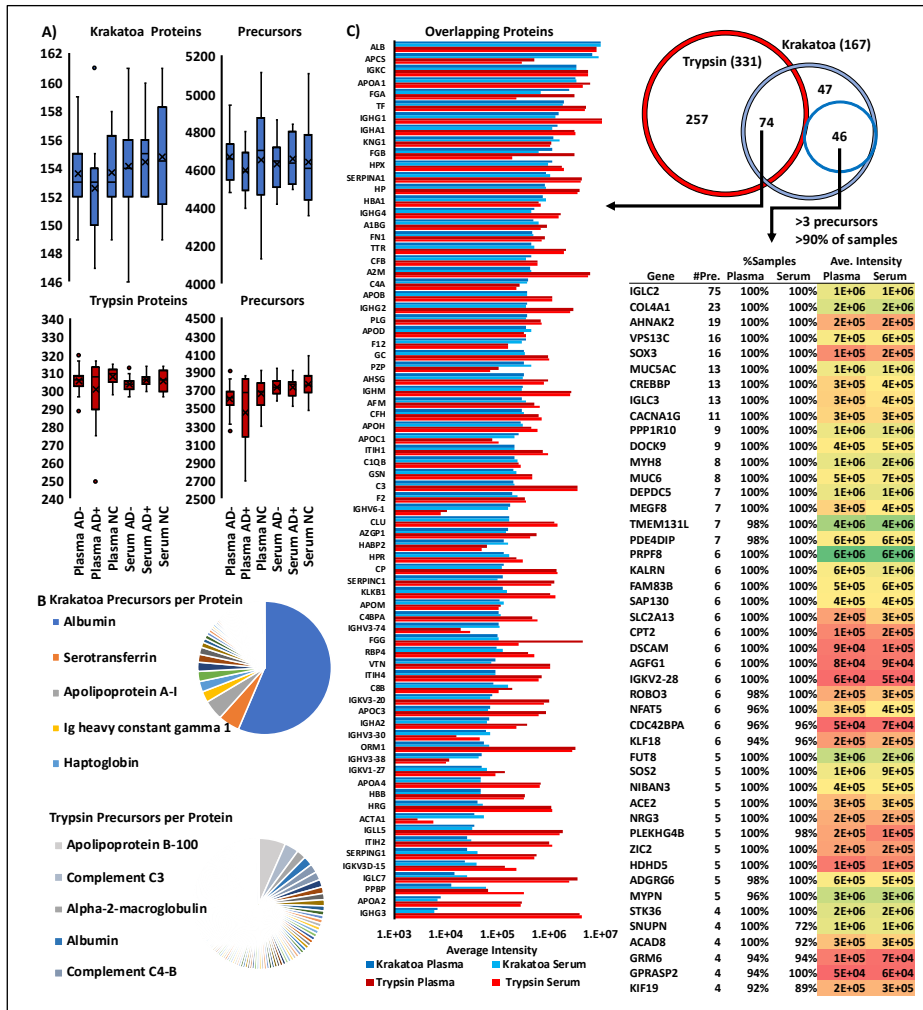 A)
Krakatoa Proteins
Precursors
162
160
158
156
154
152
150
148
146
5200
5000
4800
4600
4400
4200
4000
Trypsin Proteins
Precursors
340
330
320
310
300
290
280
270
260
250
240
4500
4300
4100
3900
3700
3500
3300
3100
2900
2700
2500
Plasma AD-
Plasma AD+
Plasma NC
Serum AD-
Serum AD+
Serum NC
Plasma AD-
Plasma AD+
Plasma NC
Serum AD-
Serum AD+
Serum NC
B Krakatoa Precursors per Protein
Albumin
Serotransferrin
Apolipoprotein A-I
Ig heavy constant gamma 1
Haptoglobin
Trypsin Precursors per Protein
Apolipoprotein B-100
Complement C3
Alpha-2-macroglobulin
Albumin
Complement C4-B
C)
Overlapping Proteins
ALB
APCS
IGKC
APOA1
FGA
TF
IGHG1
IGHA1
KNG1
FGB
HPX
SERPINA1
HP
HBA1
IGHG4
A1BG
FN1
TTR
CFB
A2M
C4A
APOB
IGHG2
PLG
APOD
F12
GC
PZP
AHSG
IGHM
AFM
CFH
APOH
APOC1
ITIH1
C1QB
GSN
C3
F2
IGHV6-1
CLU
AZGP1
HABP2
HPR
CP
SERPINC1
KLKB1
APOM
C4BPA
IGHV3-74
FGG
RBP4
VTN
ITIH4
C8B
IGKV3-20
APOC3
IGHA2
IGHV3-30
ORM1
IGHV3-38
IGKV1-27
APOA4
HBB
HRG
ACTA1
IGLL5
ITIH2
SERPING1
IGKV3D-15
IGLC7
PPBP
APOA2
IGHG3
1.E+03 1.E+04 1.E+05 1.E+06 1.E+07
Average Intensity
Krakatoa Plasma Krakatoa Serum
Trypsin Plasma Trypsin Serum
Krakatoa (167)
Trypsin (331)
47
257
74
46
>3 precursors
>90% of samples
%Samples Ave. Intensity
Gene #Pre. Plasma Serum Plasma Serum
IGLC2 75 100% 100% 1E+06 1E+06
COL4A1 23 100% 100% 2E+06 2E+06
AHNAK2 19 100% 100% 2E+05 2E+05
VPS13C 16 100% 100% 7E+05 6E+05
SOX3 16 100% 100% 1E+05 2E+05
MUC5AC 13 100% 100% 1E+06 1E+06
CREBBP 13 100% 100% 3E+05 4E+05
IGLC3 13 100% 100% 3E+05 4E+05
CACNA1G 11 100% 100% 3E+05 3E+05
PPP1R10 9 100% 100% 1E+06 1E+06
DOCK9 9 100% 100% 4E+05 5E+05
MYH8 8 100% 100% 1E+06 2E+06
MUC6 8 100% 100% 5E+05 7E+05
DEPDC5 7 100% 100% 1E+06 1E+06
MEGF8 7 100% 100% 3E+05 4E+05
TMEM131L 7 98% 100% 4E+06 4E+06
PDE4DIP 7 98% 100% 6E+05 6E+05
PRPF8 6 100% 100% 6E+06 6E+06
KALRN 6 100% 100% 6E+05 1E+06
FAM83B 6 100% 100% 5E+05 6E+05
SAP130 6 100% 100% 4E+05 4E+05
SLC2A13 6 100% 100% 2E+05 3E+05
CPT2 6 100% 100% 1E+05 2E+05
DSCAM 6 100% 100% 9E+04 1E+05
AGFG1 6 100% 100% 8E+04 9E+04
IGKV2-28 6 100% 100% 6E+04 5E+04
ROBO3 6 98% 100% 2E+05 3E+05
NFAT5 6 96% 100% 3E+05 4E+05
CDC42BPA 6 96% 96% 5E+04 7E+04
KLF18 6 94% 96% 2E+05 2E+05
FUT8 5 100% 100% 3E+06 2E+06
SOS2 5 100% 100% 1E+06 9E+05
NIBAN3 5 100% 100% 4E+05 5E+05
ACE2 5 100% 100% 3E+05 3E+05
NRG3 5 100% 100% 2E+05 2E+05
PLEKHG4B 5 100% 98% 2E+05 1E+05
ZIC2 5 100% 100% 2E+05 2E+05
HDHD5 5 100% 100% 1E+05 1E+05
ADGRG6 5 98% 100% 6E+05 5E+05
MYPN 5 96% 100% 3E+06 3E+06
STK36 4 100% 100% 2E+06 2E+06
SNUPN 4 100% 72% 1E+06 1E+06
ACAD8 4 100% 92% 3E+05 3E+05
GRM6 4 94% 94% 1E+05 7E+04
GPRASP2 4 94% 100% 5E+04 6E+04
KIF19 4 92% 89% 2E+05 3E+05